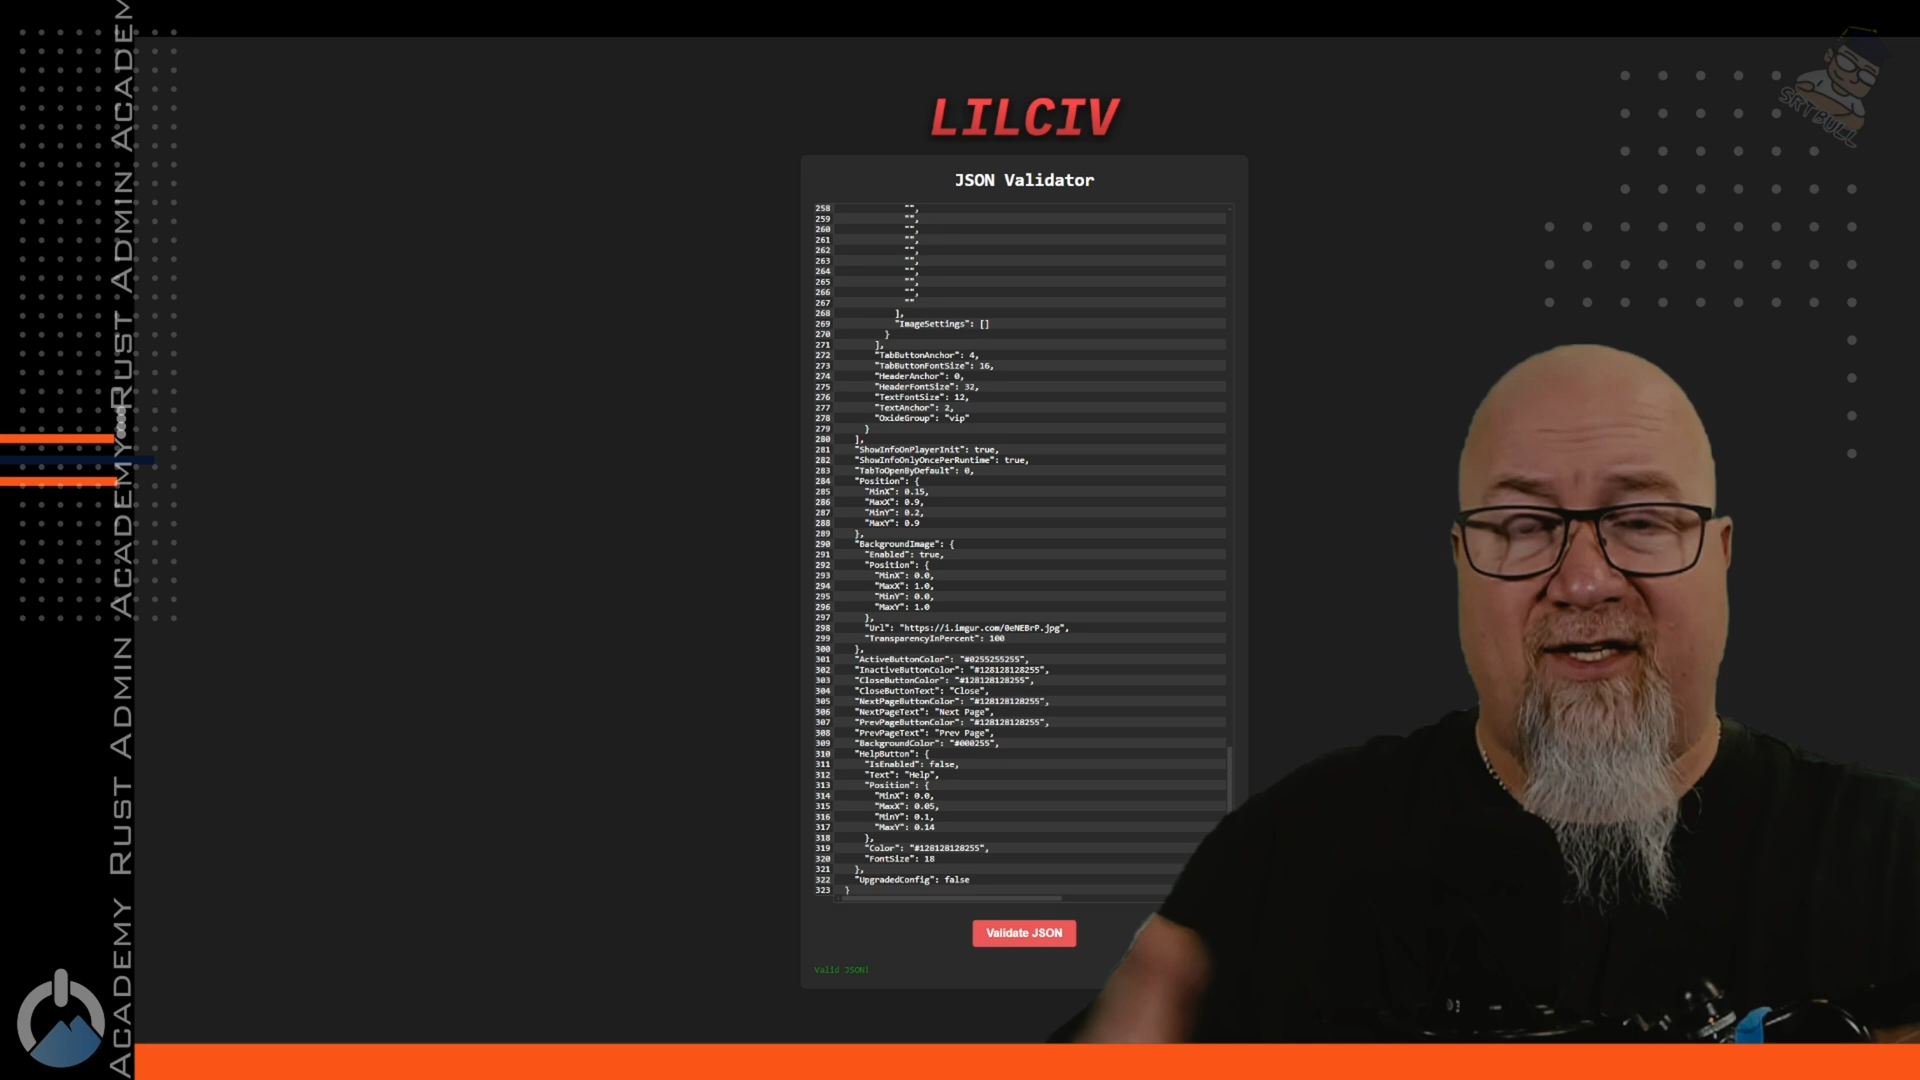 ACADEMY RUST ADMIN ACADEMY RUST ADMIN ACADEM
SRTBULL
LILCIV
JSON Validator
258 "",
259 "",
260 "",
261 "",
262 "",
263 "",
264 "",
265 "",
266 "",
267 ""
268 ],
269 "ImageSettings": []
270 }
271 ],
272 "TabButtonAnchor": 4,
273 "TabButtonFontSize": 16,
274 "HeaderAnchor": 0,
275 "HeaderFontSize": 32,
276 "TextFontSize": 12,
277 "TextAnchor": 2,
278 "OxideGroup": "vip"
279 }
280 ],
281 "ShowInfoOnPlayerInit": true,
282 "ShowInfoOnlyOncePerRuntime": true,
283 "TabToOpenByDefault": 0,
284 "Position": {
285 "MinX": 0.15,
286 "MaxX": 0.9,
287 "MinY": 0.2,
288 "MaxY": 0.9
289 },
290 "BackgroundImage": {
291 "Enabled": true,
292 "Position": {
293 "MinX": 0.0,
294 "MaxX": 1.0,
295 "MinY": 0.0,
296 "MaxY": 1.0
297 },
298 "Url": "https://i.imgur.com/0eNEBrP.jpg",
299 "TransparencyInPercent": 100
300 },
301 "ActiveButtonColor": "#0255255255",
302 "InactiveButtonColor": "#128128128255",
303 "CloseButtonColor": "#128128128255",
304 "CloseButtonText": "Close",
305 "NextPageButtonColor": "#128128128255",
306 "NextPageText": "Next Page",
307 "PrevPageButtonColor": "#128128128255",
308 "PrevPageText": "Prev Page",
309 "BackgroundColor": "#000255",
310 "HelpButton": {
311 "IsEnabled": false,
312 "Text": "Help",
313 "Position": {
314 "MinX": 0.0,
315 "MaxX": 0.05,
316 "MinY": 0.1,
317 "MaxY": 0.14
318 },
319 "Color": "#128128128255",
320 "FontSize": 18
321 },
322 "UpgradedConfig": false
323 }
Validate JSON
Valid JSON!